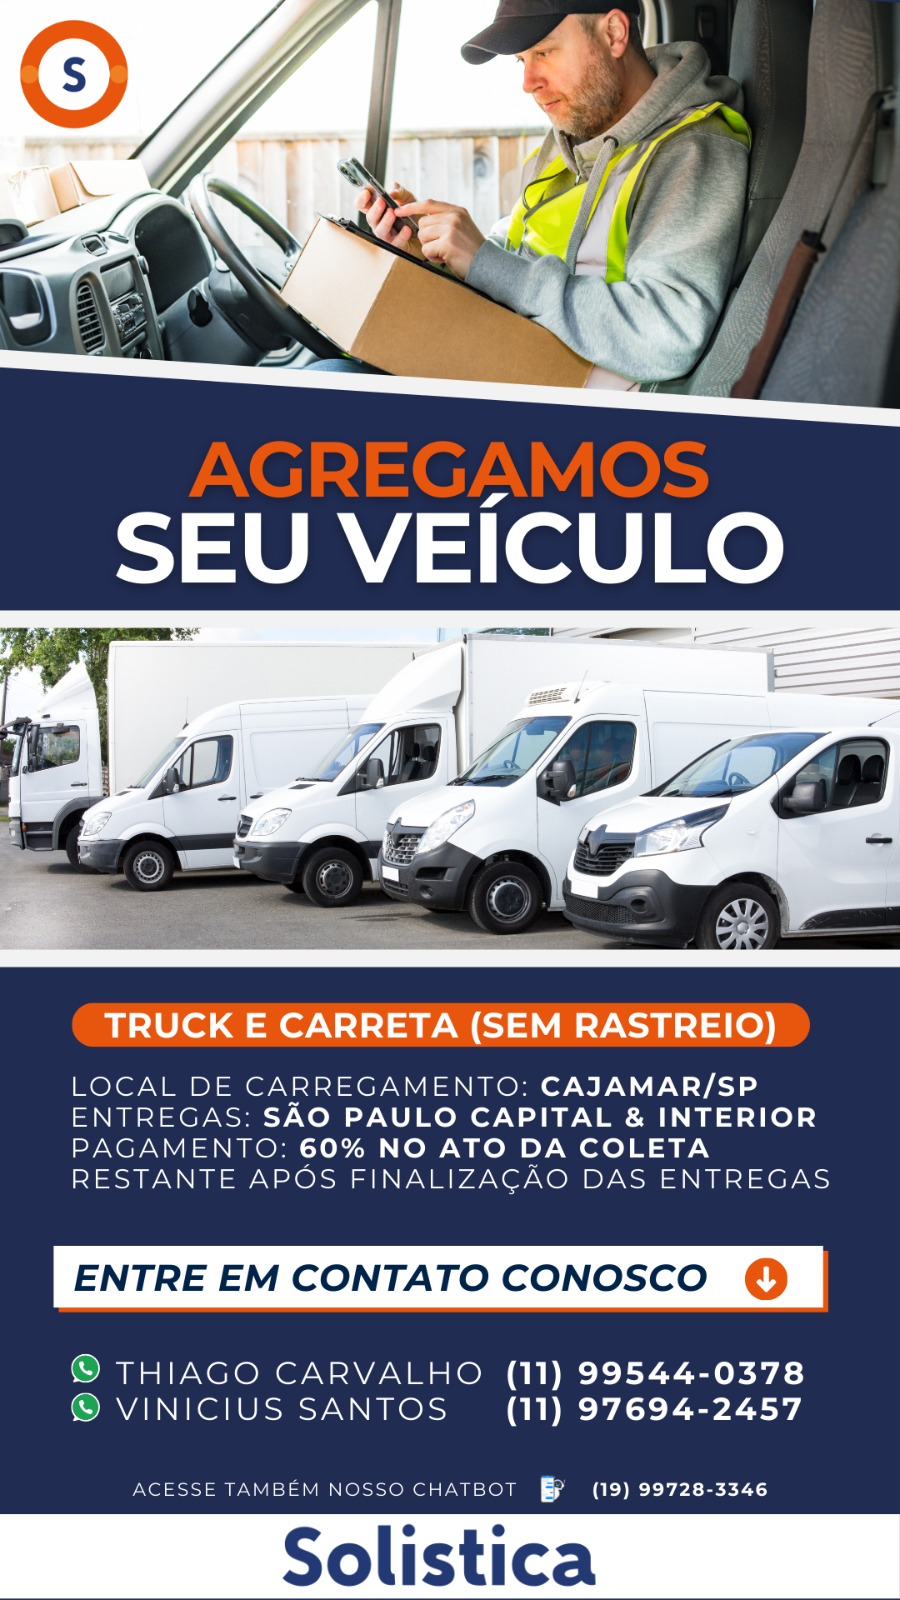 S
AGREGAMOS
SEU VEÍCULO
TRUCK E CARRETA (SEM RASTREIO)
LOCAL DE CARREGAMENTO: CAJAMAR/SP
ENTREGAS: SÃO PAULO CAPITAL & INTERIOR
PAGAMENTO: 60% NO ATO DA COLETA
RESTANTE APÓS FINALIZAÇÃO DAS ENTREGAS
ENTRE EM CONTATO CONOSCO
THIAGO CARVALHO (11) 99544-0378
VINICIUS SANTOS (11) 97694-2457
ACESSE TAMBÉM NOSSO CHATBOT (19) 99728-3346
Solistica